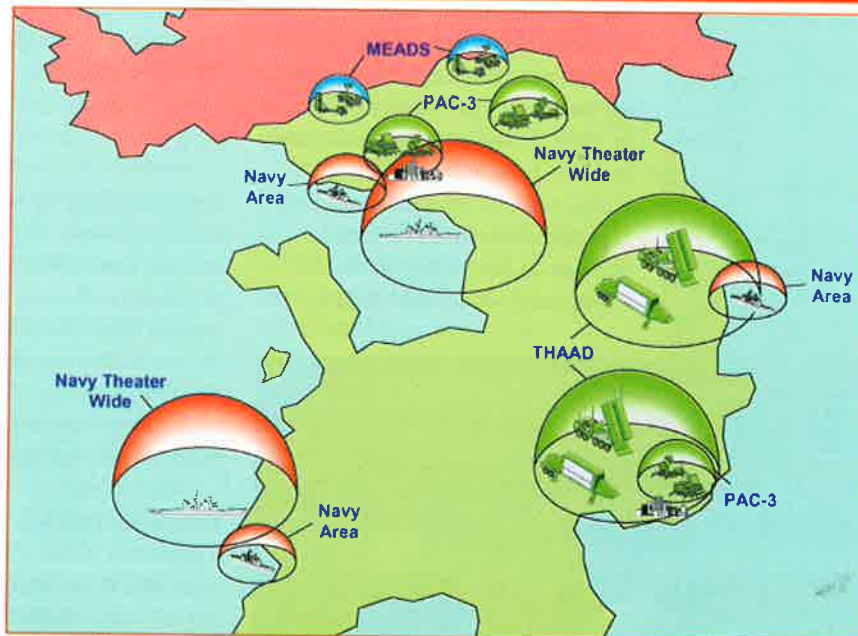 MEADS
PAC-3
Navy Theater
Wide
Navy
Area
Navy
Area
THAAD
Navy Theater
Wide
PAC-3
Navy
Area